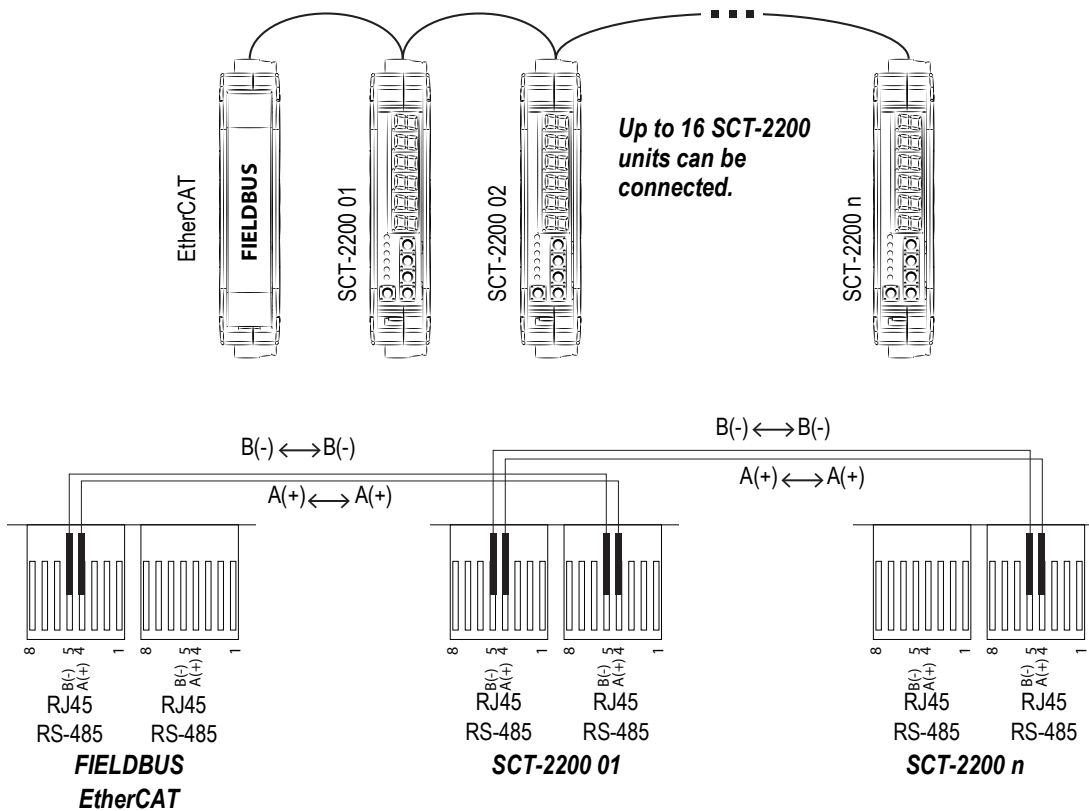 EtherCAT
FIELDBUS
SCT-2200 01
SCT-2200 02
Up to 16 SCT-2200
units can be
connected.
SCT-2200 n
B(-) ⟷ B(-)
A(+) ⟷ A(+)
B(-) ⟷ B(-)
A(+) ⟷ A(+)
8 5 4 1
B(-) A(+)
RJ45
RS-485
8 5 4 1
B(-) A(+)
RJ45
RS-485
FIELDBUS
EtherCAT
8 5 4 1
B(-) A(+)
RJ45
RS-485
8 5 4 1
B(-) A(+)
RJ45
RS-485
SCT-2200 01
8 5 4 1
B(-) A(+)
RJ45
RS-485
8 5 4 1
B(-) A(+)
RJ45
RS-485
SCT-2200 n